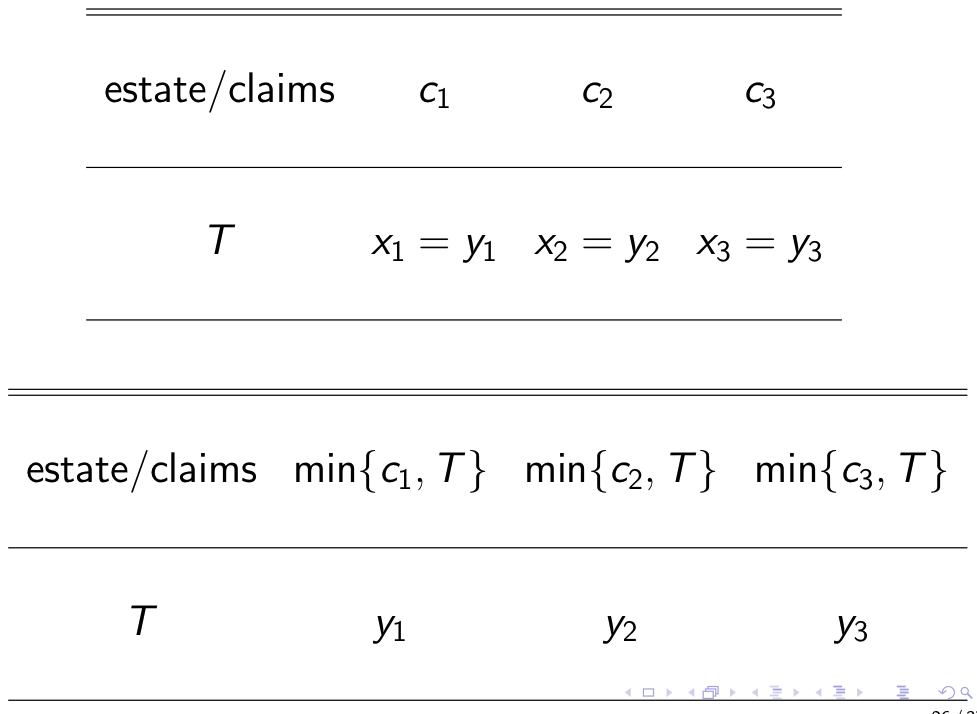 estate/claims c₁ c₂ c₃
T x₁ = y₁ x₂ = y₂ x₃ = y₃
estate/claims min{c₁, T} min{c₂, T} min{c₃, T}
T y₁ y₂ y₃